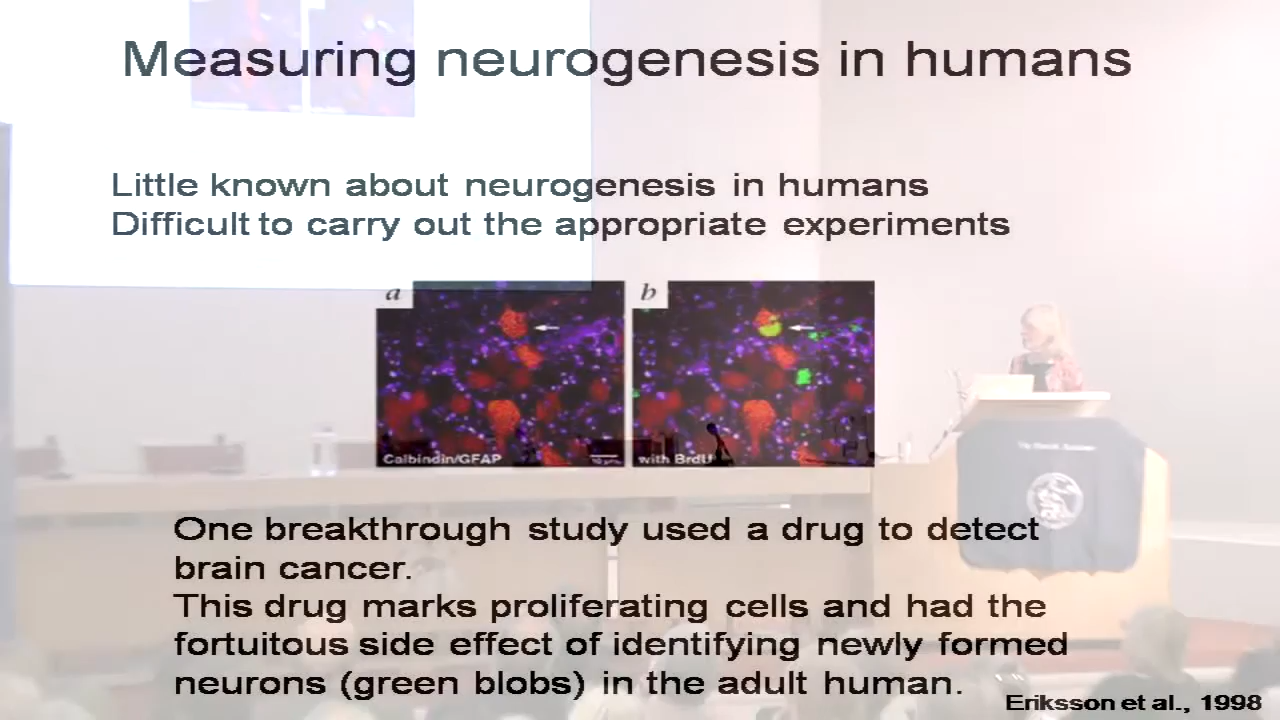 Measuring neurogenesis in humans
Little known about neurogenesis in humans
Difficult to carry out the appropriate experiments
a
b
Calbindin/GFAP
with BrdU
One breakthrough study used a drug to detect
brain cancer.
This drug marks proliferating cells and had the
fortuitous side effect of identifying newly formed
neurons (green blobs) in the adult human.
Eriksson et al., 1998